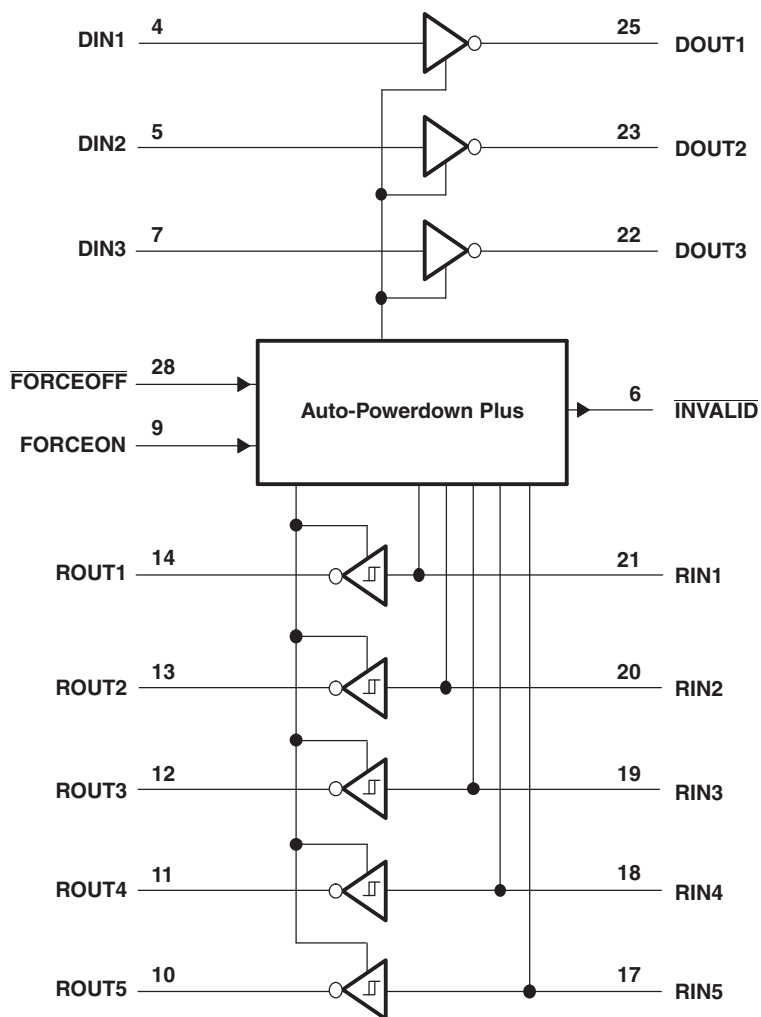 DIN1 4 25 DOUT1
DIN2 5 23 DOUT2
DIN3 7 22 DOUT3
FORCEOFF 28
Auto-Powerdown Plus 6 INVALID
FORCEON 9
ROUT1 14 21 RIN1
ROUT2 13 20 RIN2
ROUT3 12 19 RIN3
ROUT4 11 18 RIN4
ROUT5 10 17 RIN5